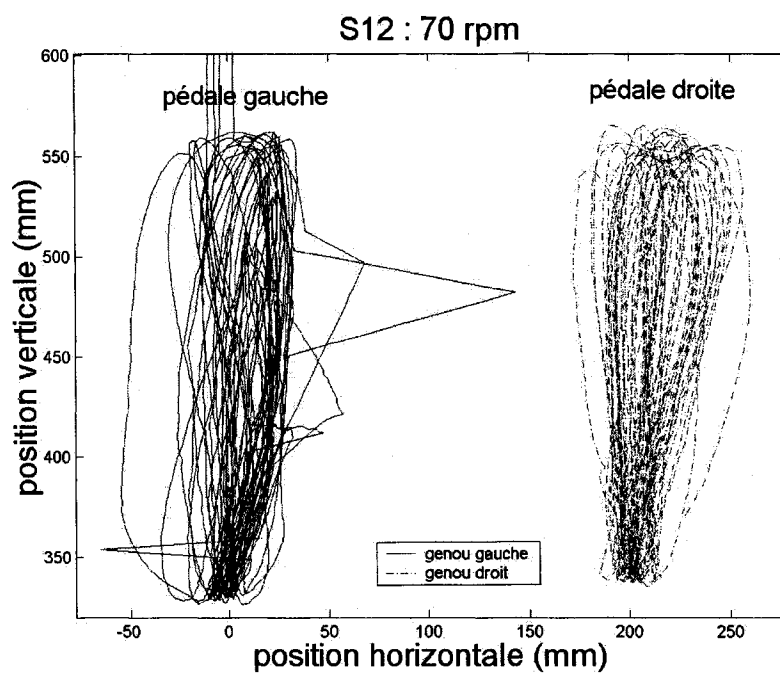 S12 : 70 rpm
600
pédale gauche
pédale droite
550
500
450
400
350
position verticale (mm)
genou gauche
genou droit
-50 0 50 100 150 200 250
position horizontale (mm)